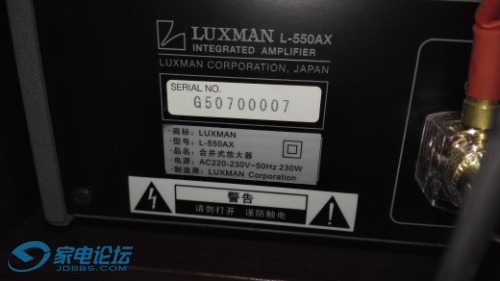 LUXMAN L-550AX
INTEGRATED AMPLIFIER
LUXMAN CORPORATION, JAPAN
SERIAL NO.
G50700007
·商标: LUXMAN
·型号: L-550AX
·品名: 合并式放大器
·电源: AC220-230V~50Hz 230W
·制造商: LUXMAN Corporation
警告
请勿打开 谨防触电
家电论坛
JDBBS.COM